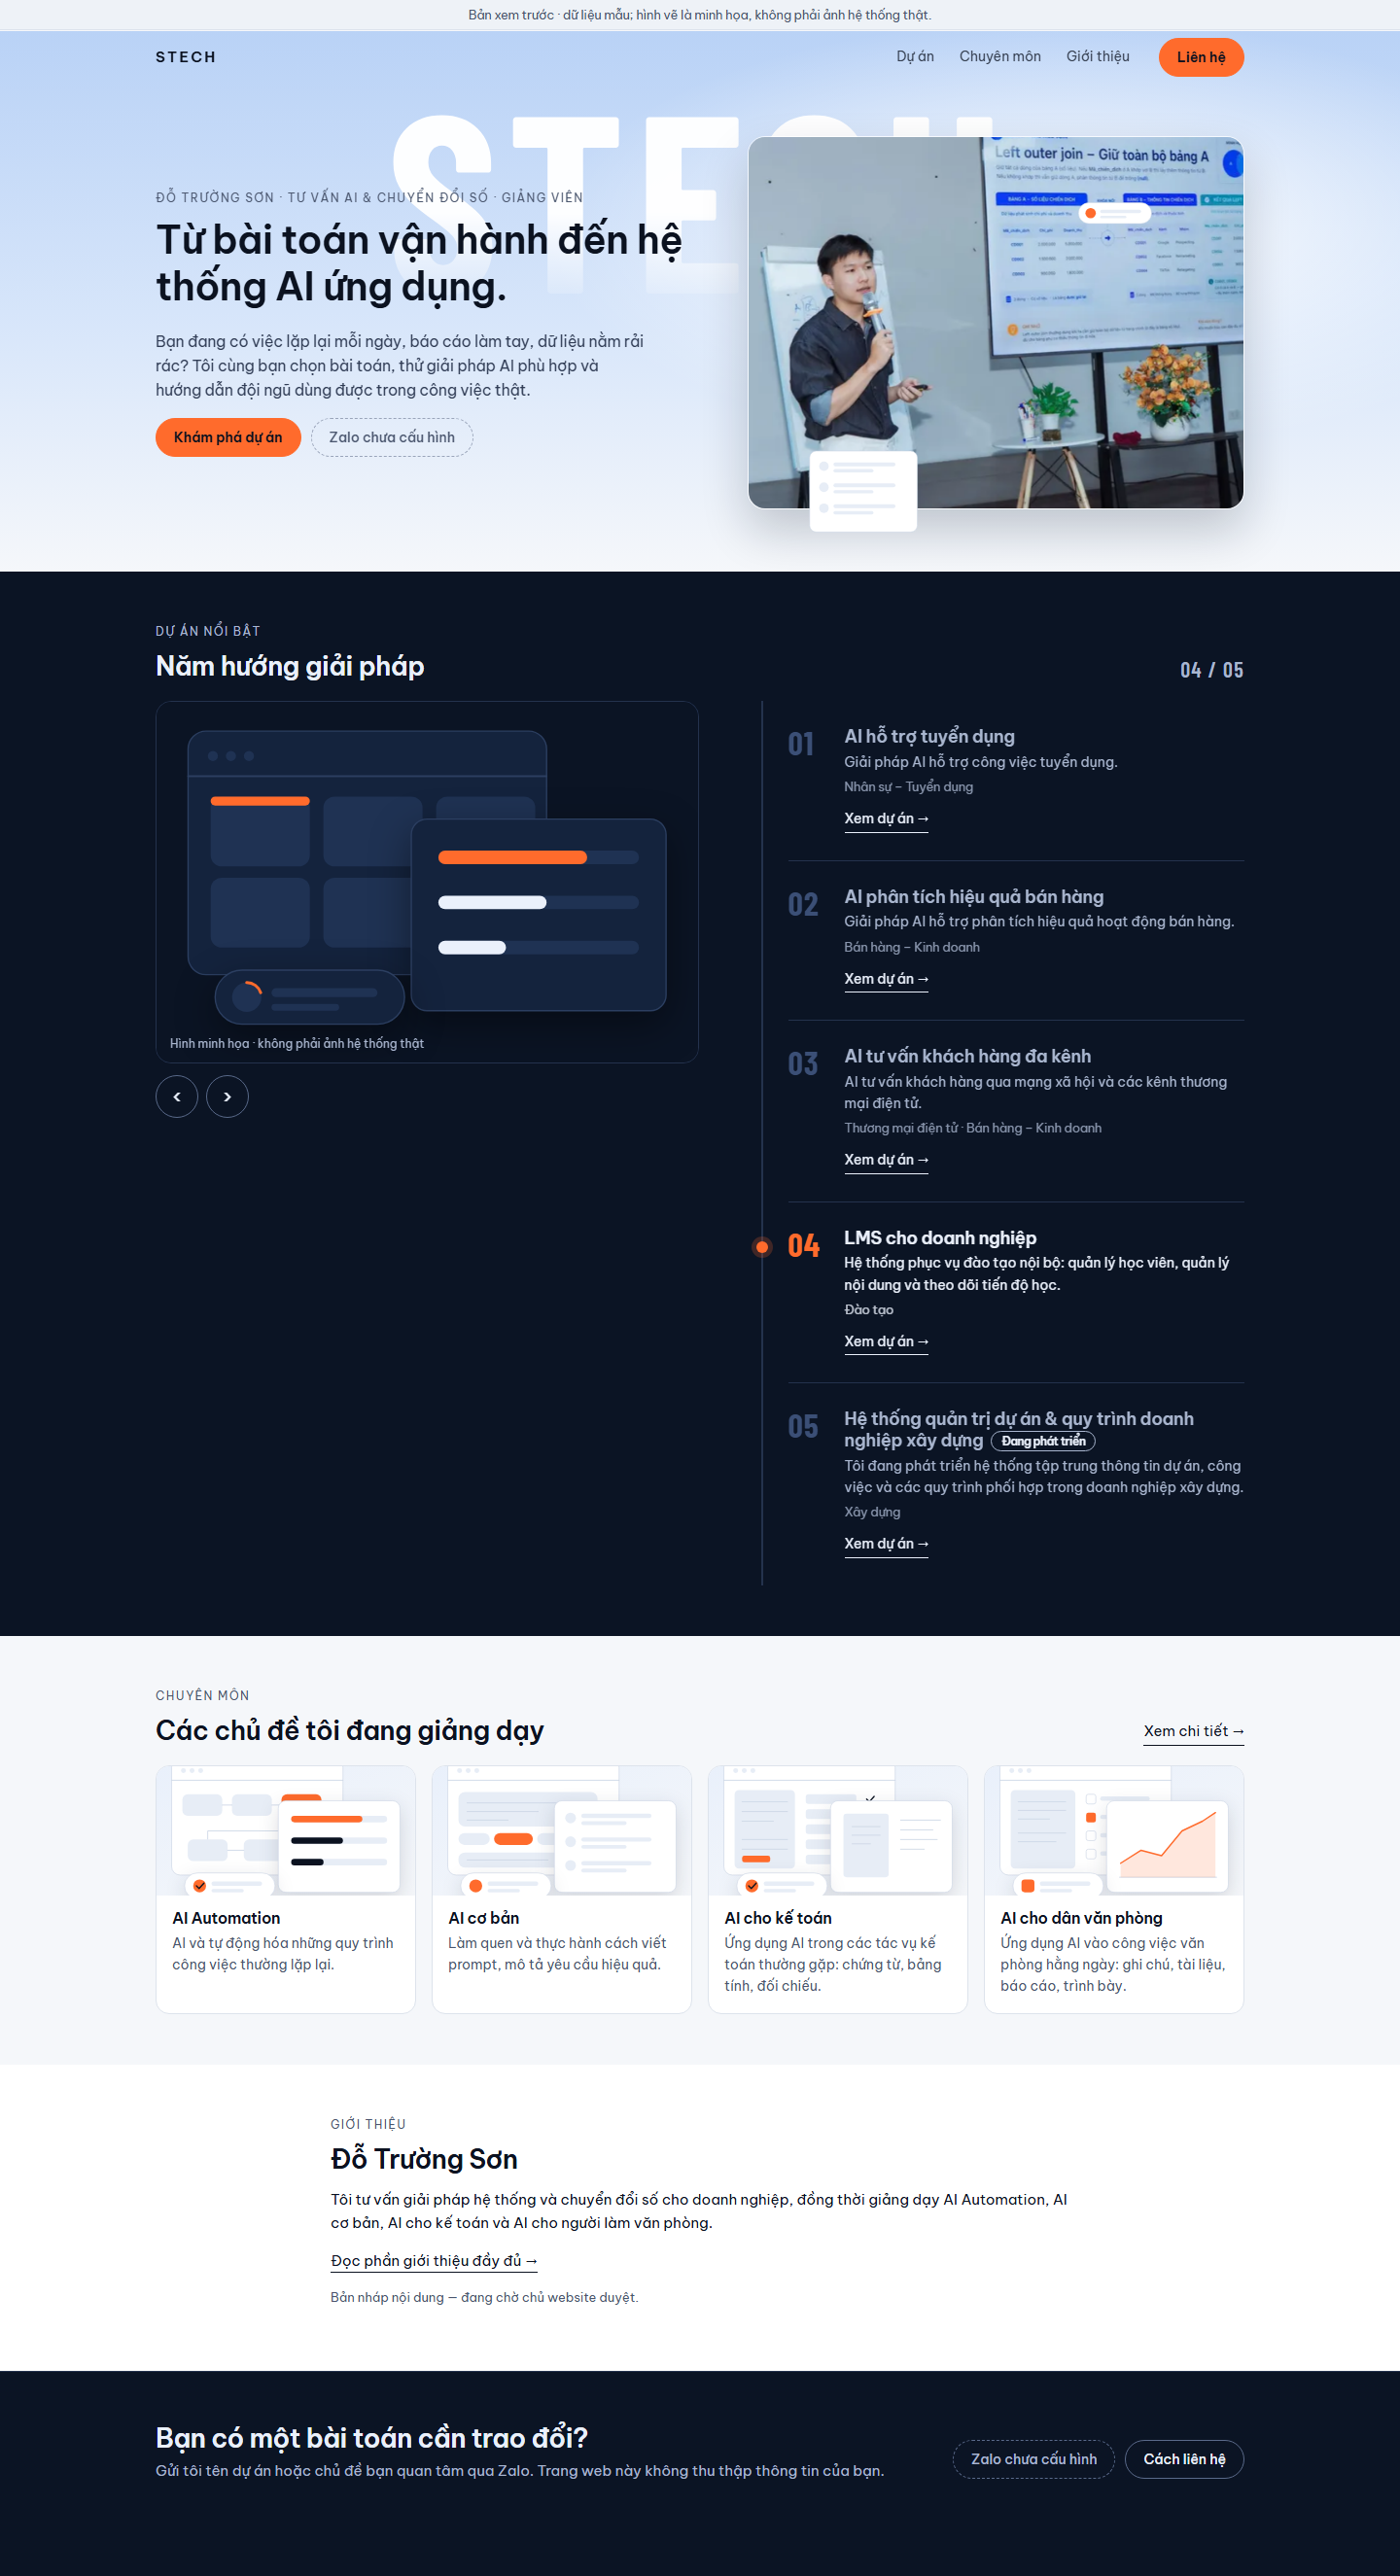 Bản xem trước · dữ liệu mẫu; hình vẽ là minh họa, không phải ảnh hệ thống thật.
STECH
Dự án
Chuyên môn
Giới thiệu
Liên hệ
ĐỖ TRƯỜNG SƠN · TƯ VẤN AI & CHUYỂN ĐỔI SỐ · GIẢNG VIÊN
Từ bài toán vận hành đến hệ
thống AI ứng dụng.
Bạn đang có việc lặp lại mỗi ngày, báo cáo làm tay, dữ liệu nằm rải
rác? Tôi cùng bạn chọn bài toán, thử giải pháp AI phù hợp và
hướng dẫn đội ngũ dùng được trong công việc thật.
Khám phá dự án
Zalo chưa cấu hình
Left outer join – Giữ toàn bộ bảng A
DỰ ÁN NỔI BẬT
Năm hướng giải pháp
04 / 05
Hình minh họa · không phải ảnh hệ thống thật
01
AI hỗ trợ tuyển dụng
Giải pháp AI hỗ trợ công việc tuyển dụng.
Nhân sự – Tuyển dụng
Xem dự án →
02
AI phân tích hiệu quả bán hàng
Giải pháp AI hỗ trợ phân tích hiệu quả hoạt động bán hàng.
Bán hàng – Kinh doanh
Xem dự án →
03
AI tư vấn khách hàng đa kênh
AI tư vấn khách hàng qua mạng xã hội và các kênh thương
mại điện tử.
Thương mại điện tử · Bán hàng – Kinh doanh
Xem dự án →
04
LMS cho doanh nghiệp
Hệ thống phục vụ đào tạo nội bộ: quản lý học viên, quản lý
nội dung và theo dõi tiến độ học.
Đào tạo
Xem dự án →
05
Hệ thống quản trị dự án & quy trình doanh
nghiệp xây dựng Đang phát triển
Tôi đang phát triển hệ thống tập trung thông tin dự án, công
việc và các quy trình phối hợp trong doanh nghiệp xây dựng.
Xây dựng
Xem dự án →
CHUYÊN MÔN
Các chủ đề tôi đang giảng dạy
Xem chi tiết →
AI Automation
AI và tự động hóa những quy trình
công việc thường lặp lại.
AI cơ bản
Làm quen và thực hành cách viết
prompt, mô tả yêu cầu hiệu quả.
AI cho kế toán
Ứng dụng AI trong các tác vụ kế
toán thường gặp: chứng từ, bảng
tính, đối chiếu.
AI cho dân văn phòng
Ứng dụng AI vào công việc văn
phòng hằng ngày: ghi chú, tài liệu,
báo cáo, trình bày.
GIỚI THIỆU
Đỗ Trường Sơn
Tôi tư vấn giải pháp hệ thống và chuyển đổi số cho doanh nghiệp, đồng thời giảng dạy AI Automation, AI
cơ bản, AI cho kế toán và AI cho người làm văn phòng.
Đọc phần giới thiệu đầy đủ →
Bản nháp nội dung — đang chờ chủ website duyệt.
Bạn có một bài toán cần trao đổi?
Gửi tôi tên dự án hoặc chủ đề bạn quan tâm qua Zalo. Trang web này không thu thập thông tin của bạn.
Zalo chưa cấu hình
Cách liên hệ